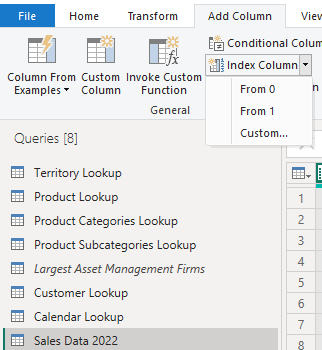 File Home Transform Add Column
Column From Examples
Custom Column
Invoke Custom Function
Conditional Column
Index Column
General
From 0
From 1
Custom...
Queries [8]
Territory Lookup
Product Lookup
Product Categories Lookup
Product Subcategories Lookup
Largest Asset Management Firms
Customer Lookup
Calendar Lookup
Sales Data 2022
1
2
3
4
5
6
7
8